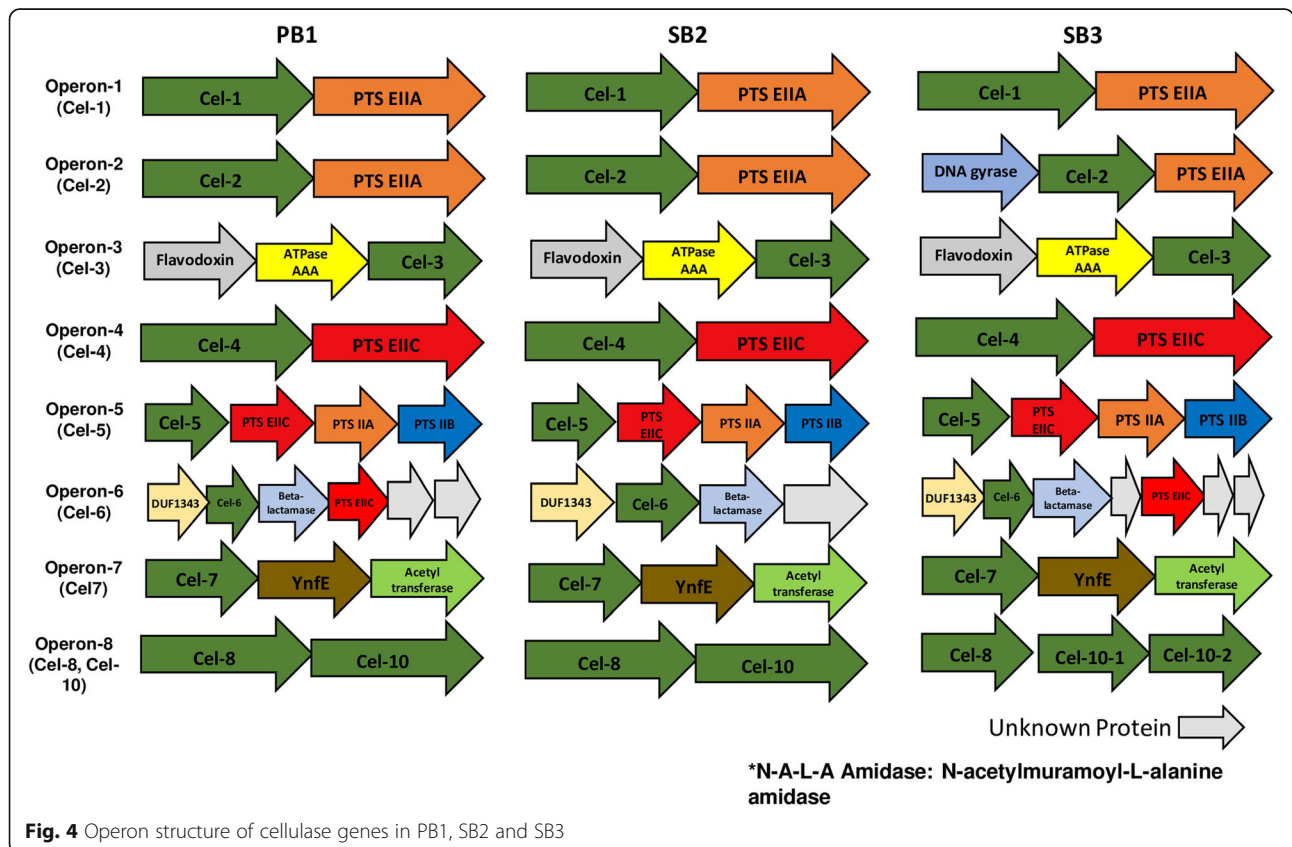 PB1 SB2 SB3
Operon-1
(Cel-1)
Cel-1 PTS EIIA Cel-1 PTS EIIA Cel-1 PTS EIIA
Operon-2
(Cel-2)
Cel-2 PTS EIIA Cel-2 PTS EIIA DNA gyrase Cel-2 PTS EIIA
Operon-3
(Cel-3)
Flavodoxin ATPase
AAA Cel-3 Flavodoxin ATPase
AAA Cel-3 Flavodoxin ATPase
AAA Cel-3
Operon-4
(Cel-4)
Cel-4 PTS EIIC Cel-4 PTS EIIC Cel-4 PTS EIIC
Operon-5
(Cel-5)
Cel-5 PTS EIIC PTS IIA PTS IIB Cel-5 PTS
EIIC PTS IIA PTS IIB Cel-5 PTS
EIIC PTS IIA PTS IIB
Operon-6
(Cel-6)
DUF1343 Cel-6 Beta-
lactamase PTS EIIC DUF1343 Cel-6 Beta-
lactamase DUF1343 Cel-6 Beta-
lactamase PTS EIIC
Operon-7
(Cel7)
Cel-7 YnfE Acetyl
transferase Cel-7 YnfE Acetyl
transferase Cel-7 YnfE Acetyl
transferase
Operon-8
(Cel-8, Cel-
10)
Cel-8 Cel-10 Cel-8 Cel-10 Cel-8 Cel-10-1 Cel-10-2
Unknown Protein
*N-A-L-A Amidase: N-acetylmuramoyl-L-alanine
amidase
Fig. 4 Operon structure of cellulase genes in PB1, SB2 and SB3